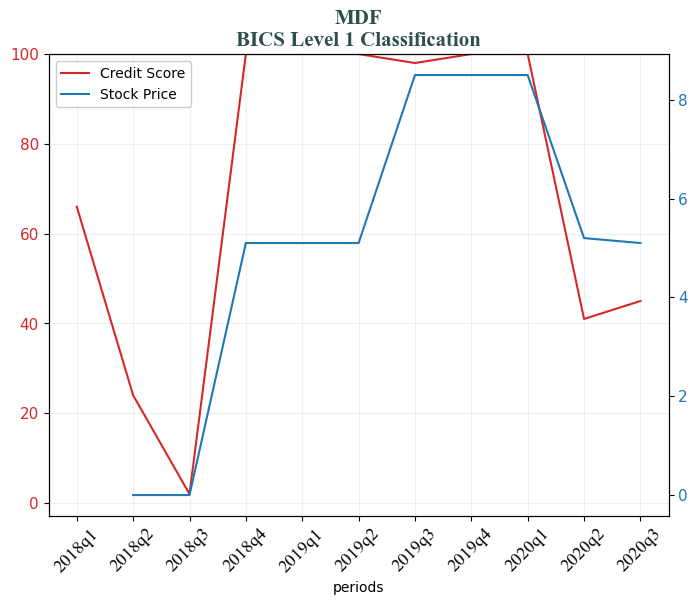 MDF
BICS Level 1 Classification
Credit Score
Stock Price
100
80
60
40
20
0
8
6
4
2
0
2018q1
2018q2
2018q3
2018q4
2019q1
2019q2
2019q3
2019q4
2020q1
2020q2
2020q3
periods